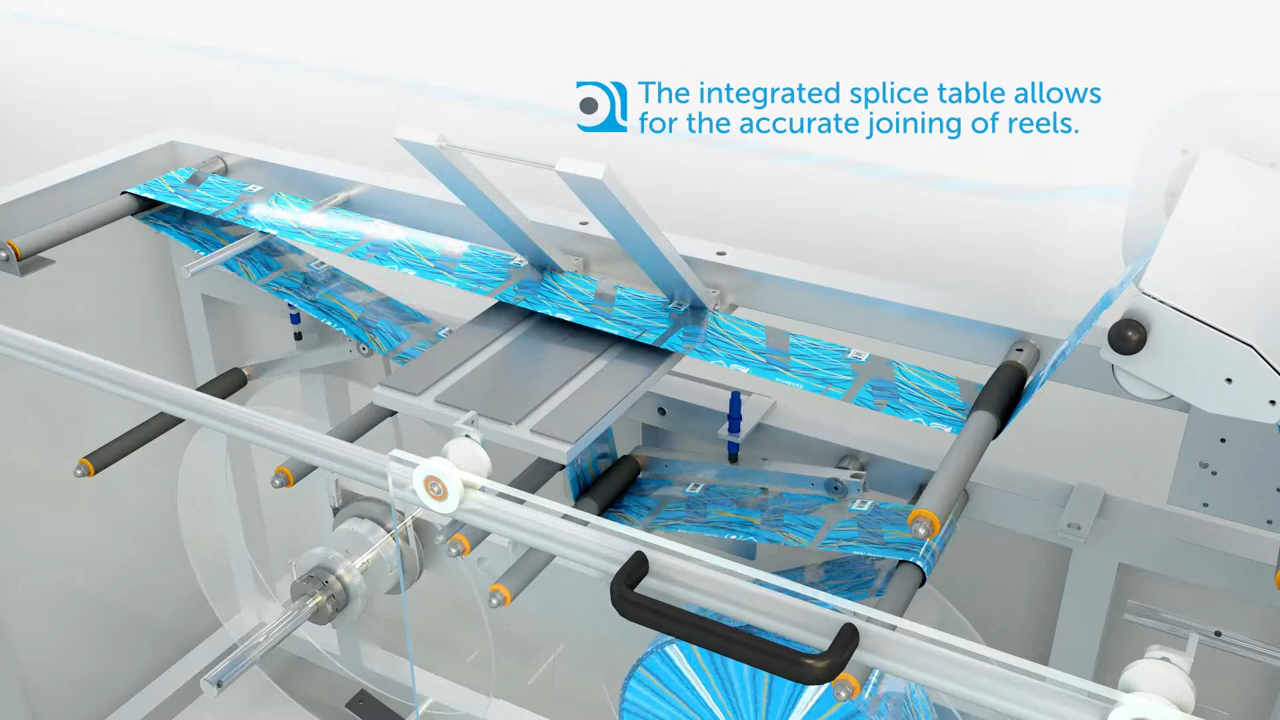 The integrated splice table allows
for the accurate joining of reels.